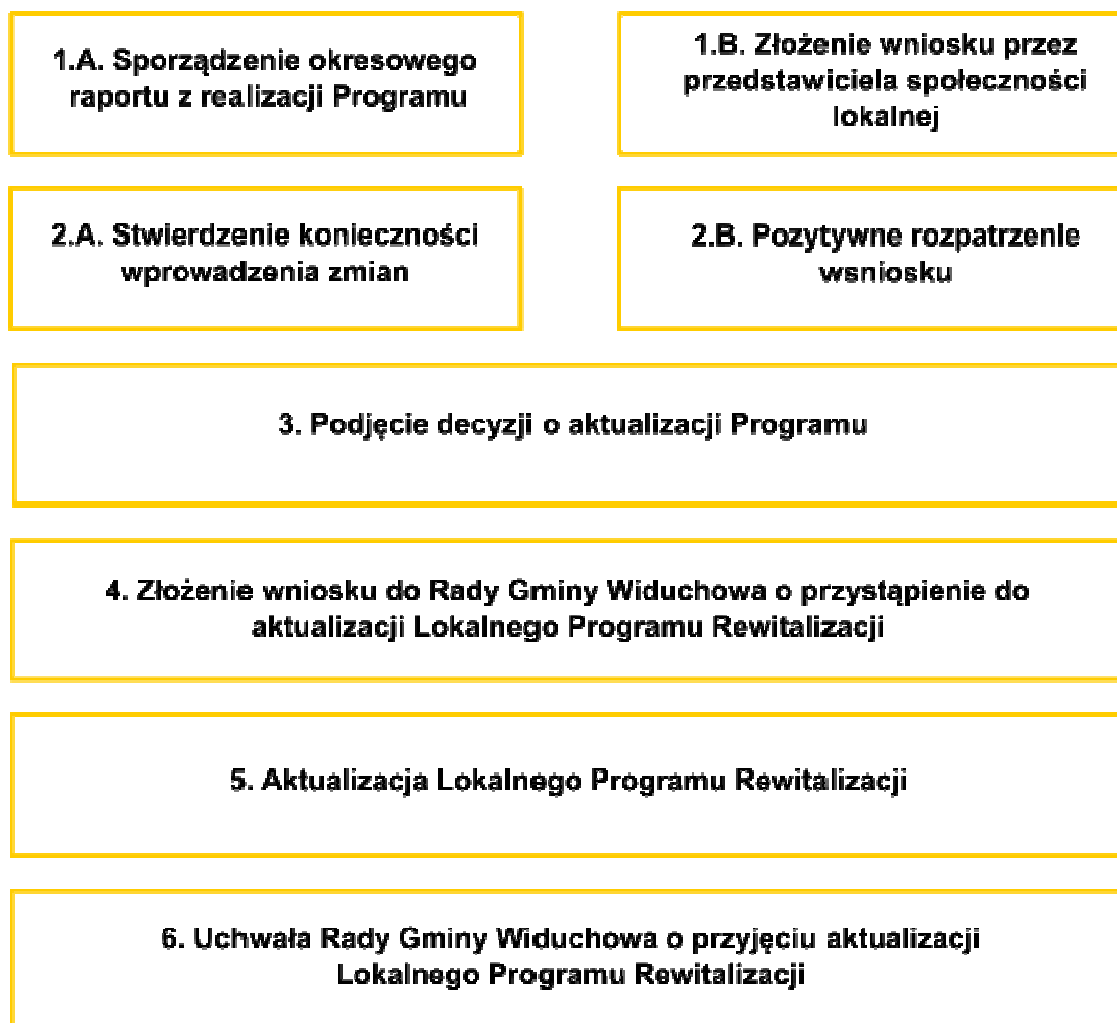 1.A. Sporządzenie okresowego
raportu z realizacji Programu
1.B. Złożenie wniosku przez
przedstawiciela społeczności
lokalnej
2.A. Stwierdzenie konieczności
wprowadzenia zmian
2.B. Pozytywne rozpatrzenie
wsniosku
3. Podjęcie decyzji o aktualizacji Programu
4. Złożenie wniosku do Rady Gminy Widuchowa o przystąpienie do
aktualizacji Lokalnego Programu Rewitalizacji
5. Aktualizacja Lokalnego Programu Rewitalizacji
6. Uchwała Rady Gminy Widuchowa o przyjęciu aktualizacji
Lokalnego Programu Rewitalizacji